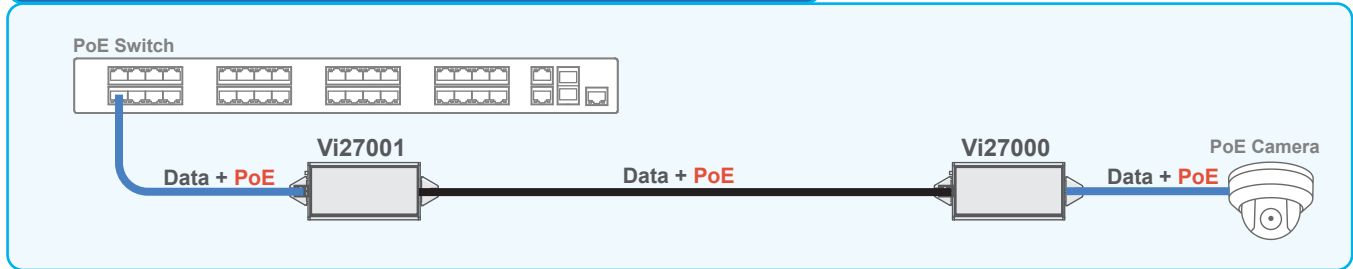 PoE Switch
Vi27001
Vi27000
PoE Camera
Data + PoE
Data + PoE
Data + PoE